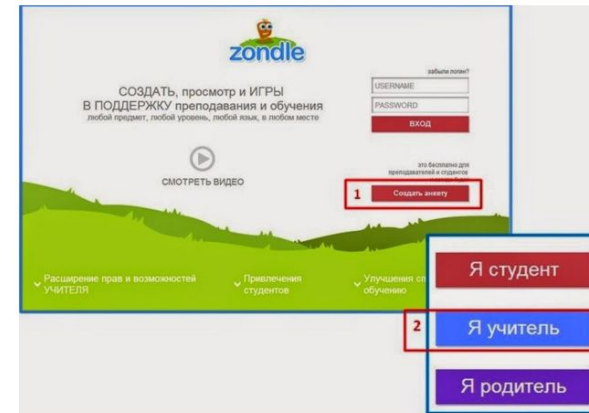 zondle
СОЗДАТЬ, просмотр и ИГРЫ
В ПОДДЕРЖКУ преподавания и обучения
любой предмет, любой уровень, любой язык, в любом месте
СМОТРЕТЬ ВИДЕО
забыли логин?
USERNAME
PASSWORD
ВХОД
это бесплатно для
преподавателей и студентов
1
Создать анкету
Расширение прав и возможностей
УЧИТЕЛЯ
Привлечения
студентов
Улучшения
обучению
Я студент
2
Я учитель
Я родитель